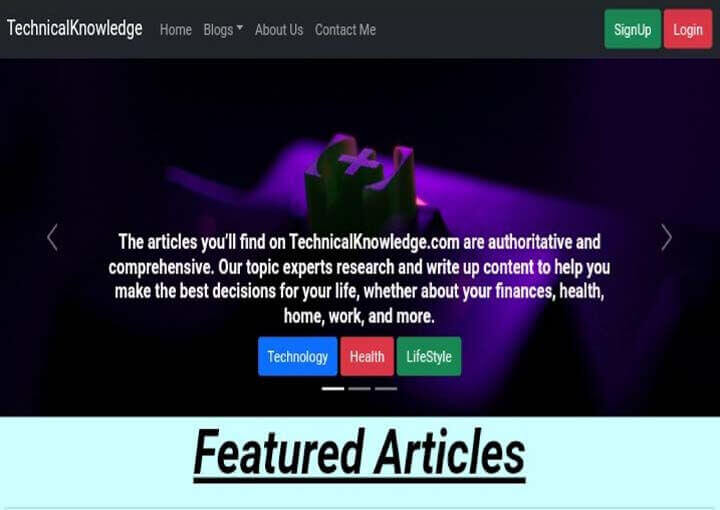 TechnicalKnowledge Home Blogs About Us Contact Me SignUp Login
The articles you'll find on TechnicalKnowledge.com are authoritative and
comprehensive. Our topic experts research and write up content to help you
make the best decisions for your life, whether about your finances, health,
home, work, and more.
Technology Health LifeStyle
Featured Articles